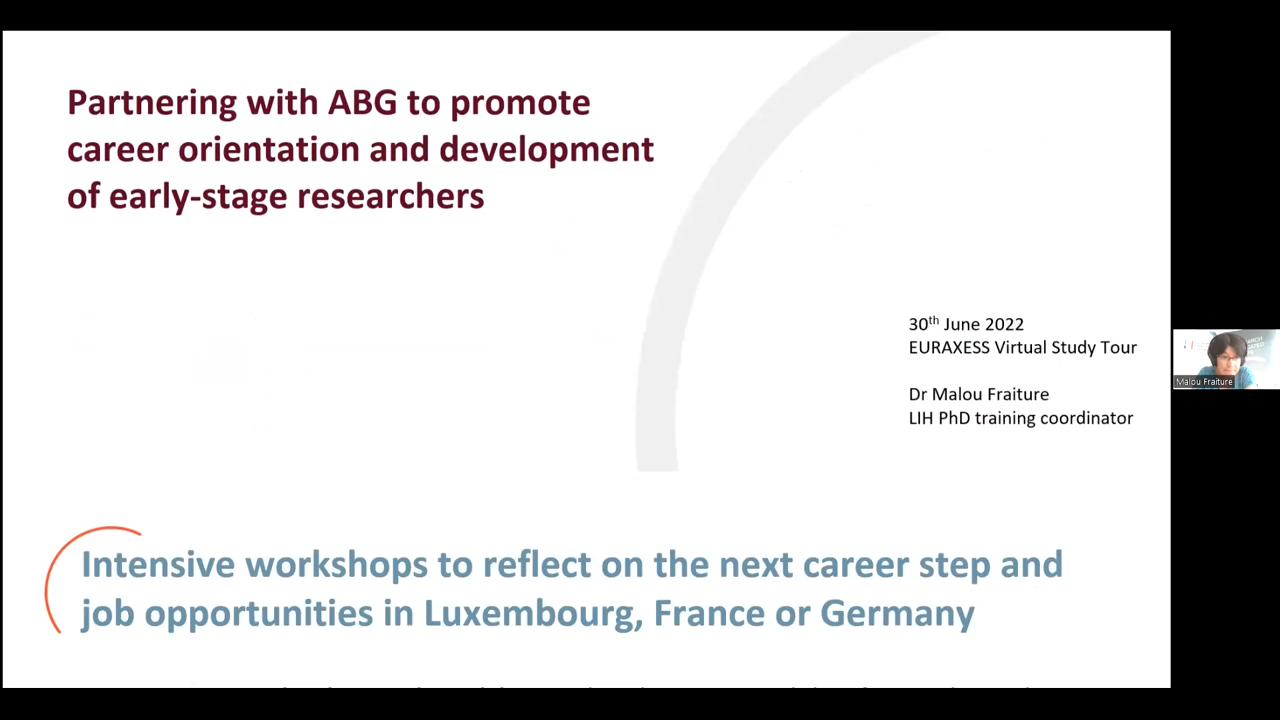 Partnering with ABG to promote
career orientation and development
of early-stage researchers
30th June 2022
EURAXESS Virtual Study Tour
Dr Malou Fraiture
LIH PhD training coordinator
Malou Fraiture
Intensive workshops to reflect on the next career step and
job opportunities in Luxembourg, France or Germany